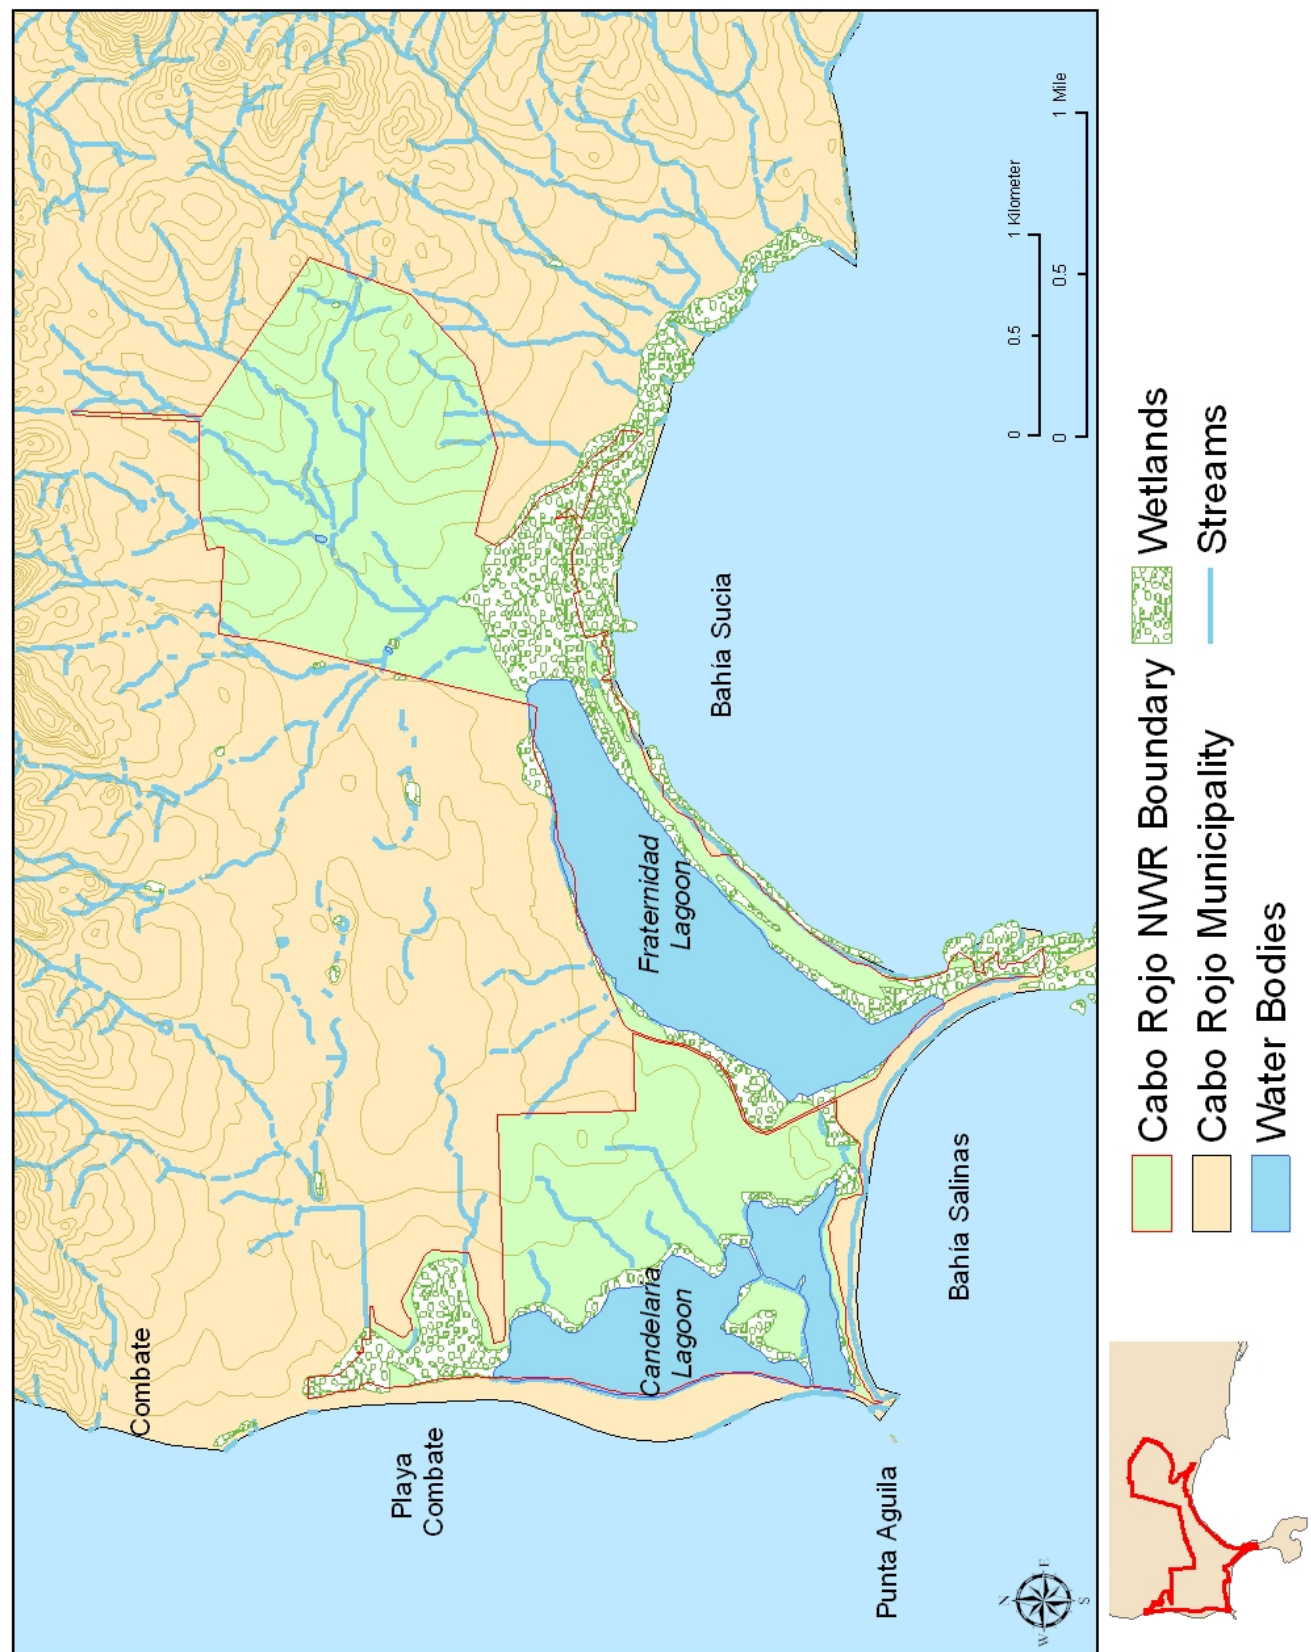 Combate
Playa
Combate
Punta Aguila
Candelaria
Lagoon
Fraternidad
Lagoon
Bahía Salinas
Bahía Sucia
N
W
E
S
0
0.5
1 Kilometer
0
0.5
1 Mile
Cabo Rojo NWR Boundary
Wetlands
Cabo Rojo Municipality
Streams
Water Bodies